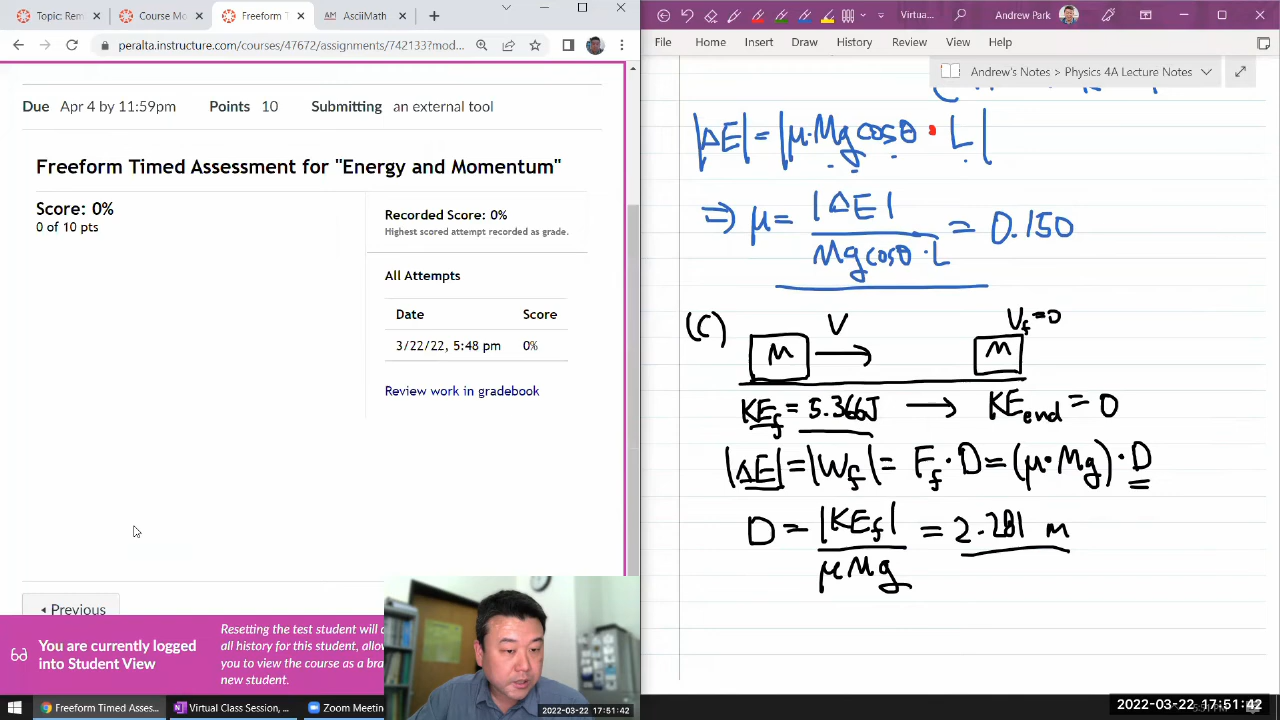 Topic Rem
Course Mo
Freeform T
AsciiMath
peraltainstructure.com/courses/47672/assignments/742133?mod...
Due Apr 4 by 11:59pm Points 10 Submitting an external tool
Freeform Timed Assessment for "Energy and Momentum"
Score: 0%
0 of 10 pts
Recorded Score: 0%
Highest scored attempt recorded as grade.
All Attempts
Date Score
3/22/22, 5:48 pm 0%
Review work in gradebook
Previous
You are currently logged
into Student View
Resetting the test student will
all history for this student, allo
you to view the course as a bra
new student.
Freeform Timed Asses...
Virtual Class Session, ...
Zoom Meeting
2022-03-22 17:51:42
Virtua...
Andrew Park
File Home Insert Draw History Review View Help
Andrew's Notes > Physics 4A Lecture Notes
|ΔE| = |μ·Mg cosθ · L|
⇒ μ = |ΔE| / Mg cosθ · L = 0.150
(C) V V_f = 0
M M
KE_f = 5.366J → KE_end = 0
|ΔE| = |W_f| = F_f · D = (μ·Mg) · D
D = |KE_f| / μMg = 2.281 m
2022-03-22 17:51:42